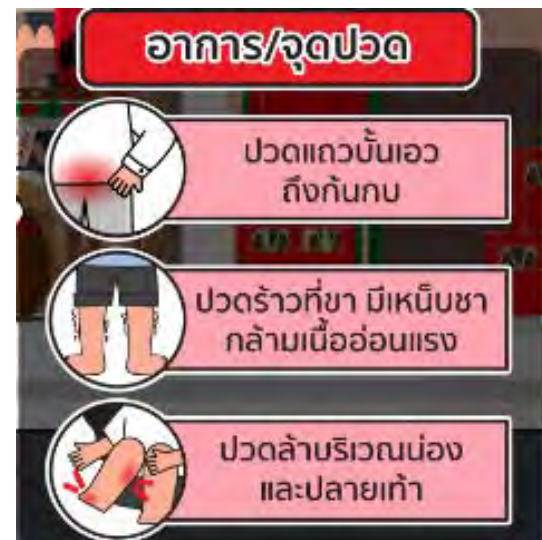 อาการ/จุดปวด
ปวดแถวบั้นเอว
ถึงก้นกบ
ปวดร้าวที่ขา มีเหน็บชา
กล้ามเนื้ออ่อนแรง
ปวดล้าบริเวณน่อง
และปลายเท้า